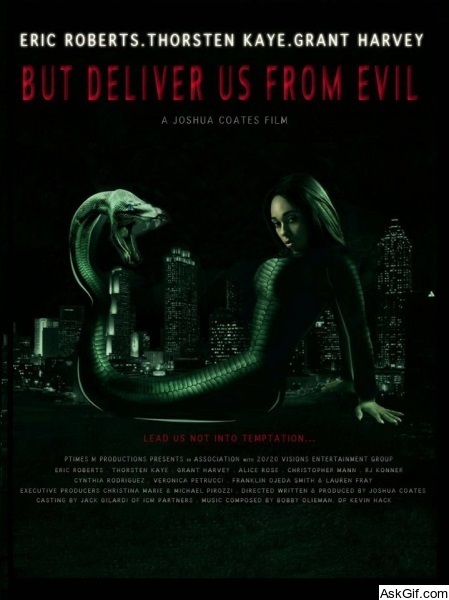 ERIC ROBERTS.THORSTEN KAYE.GRANT HARVEY
BUT DELIVER US FROM EVIL
A JOSHUA COATES FILM
LEAD US NOT INTO TEMPTATION...
PTIMES M PRODUCTIONS PRESENTS IN ASSOCIATION WITH 20/20 VISIONS ENTERTAINMENT GROUP
ERIC ROBERTS . THORSTEN KAYE . GRANT HARVEY . ALICE ROSE . CHRISTOPHER MANN . RJ KONNER
CYNTHIA RODRIGUEZ . VERONICA PETRUCCI . FRANKLIN OJEDA SMITH & LAUREN FRAY
EXECUTIVE PRODUCERS CHRISTINA MARIE & MICHAEL PIROZZI . DIRECTED WRITTEN & PRODUCED BY JOSHUA COATES
CASTING BY JACK GILARDI OF ICM PARTNERS . MUSIC COMPOSED BY BOBBY OLIEMAN. DP KEVIN HACK
AskGif.com